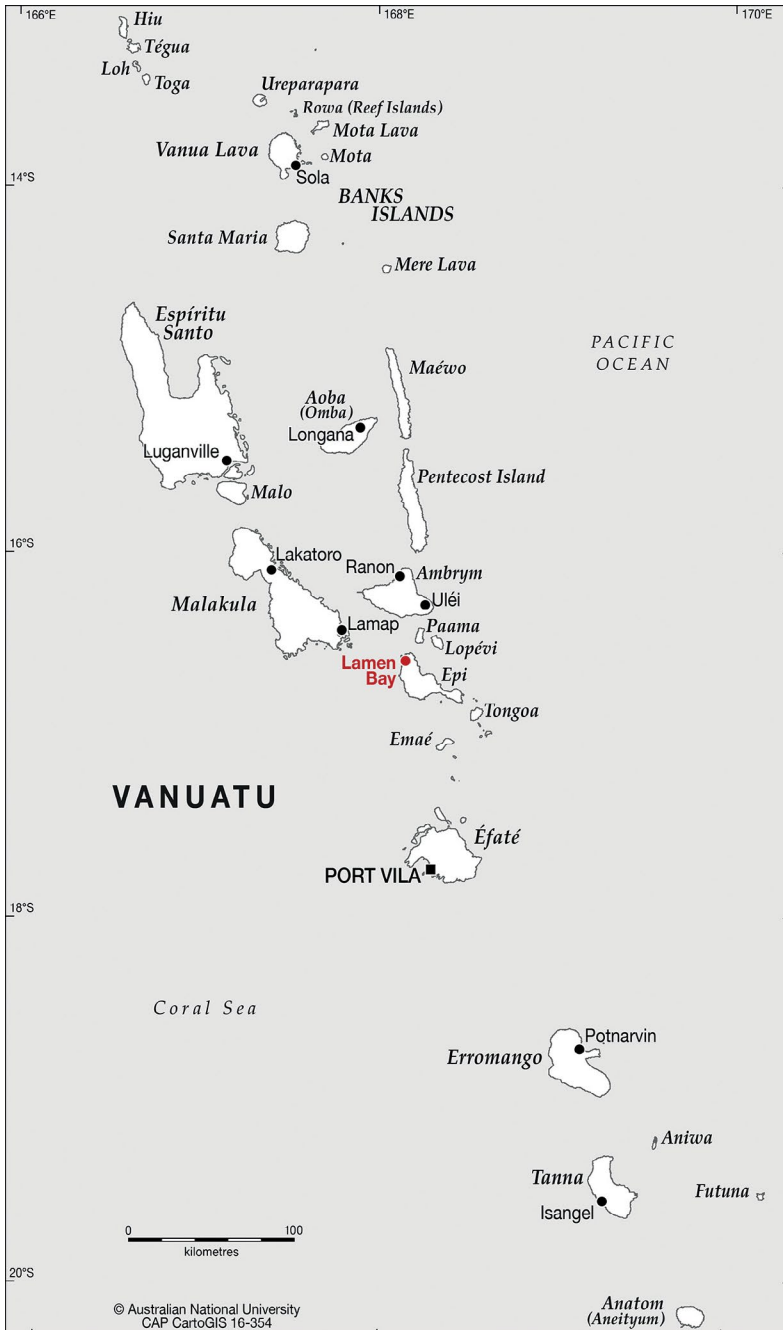 166°E
168°E
170°E
Hiu
Tégua
Loh
Toga
Ureparapara
Rowa (Reef Islands)
Mota Lava
Vanua Lava
Mota
Sola
14°S
BANKS
ISLANDS
Santa Maria
Mere Lava
Espíritu
Santo
PACIFIC
OCEAN
Maéwo
Aoba
(Omba)
Longana
Luganville
Pentecost Island
Malo
16°S
Lakatoro
Ranon
Ambrym
Malakula
Uléi
Lamap
Paama
Lopévi
Lamen
Bay
Epi
Tongoa
Emaé
VANUATU
Éfaté
PORT VILA
18°S
Coral Sea
Potnarvin
Erromango
Aniwa
Tanna
Futuna
Isangel
0 100
kilometres
20°S
Anatom
(Aneityum)
© Australian National University
CAP CartoGIS 16-354